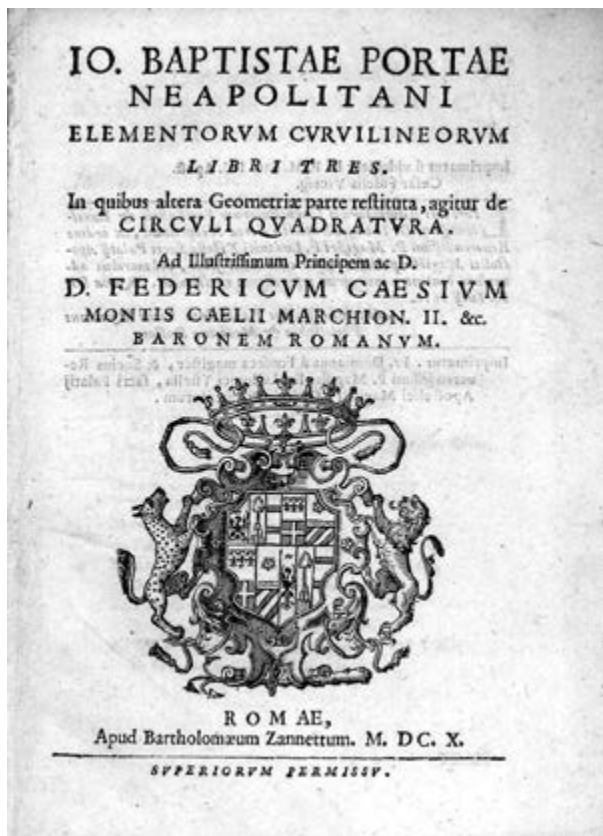 IO. BAPTISTAE PORTAE
NEAPOLITANI
ELEMENTORVM CVRVILINEORVM
LIBRI TRES.
In quibus altera Geometriæ parte restituta, agitur de
CIRCVLI QVADRATVRA.
Ad Illustrissimum Principem ac D.
D. FEDERICVM CAESIVM
MONTIS CAELII MARCHION. II. &c.
BARONEM ROMANVM.
ROMAE,
Apud Bartholomæum Zannettum. M. DC. X.
SVPERIORVM PERMISSV.